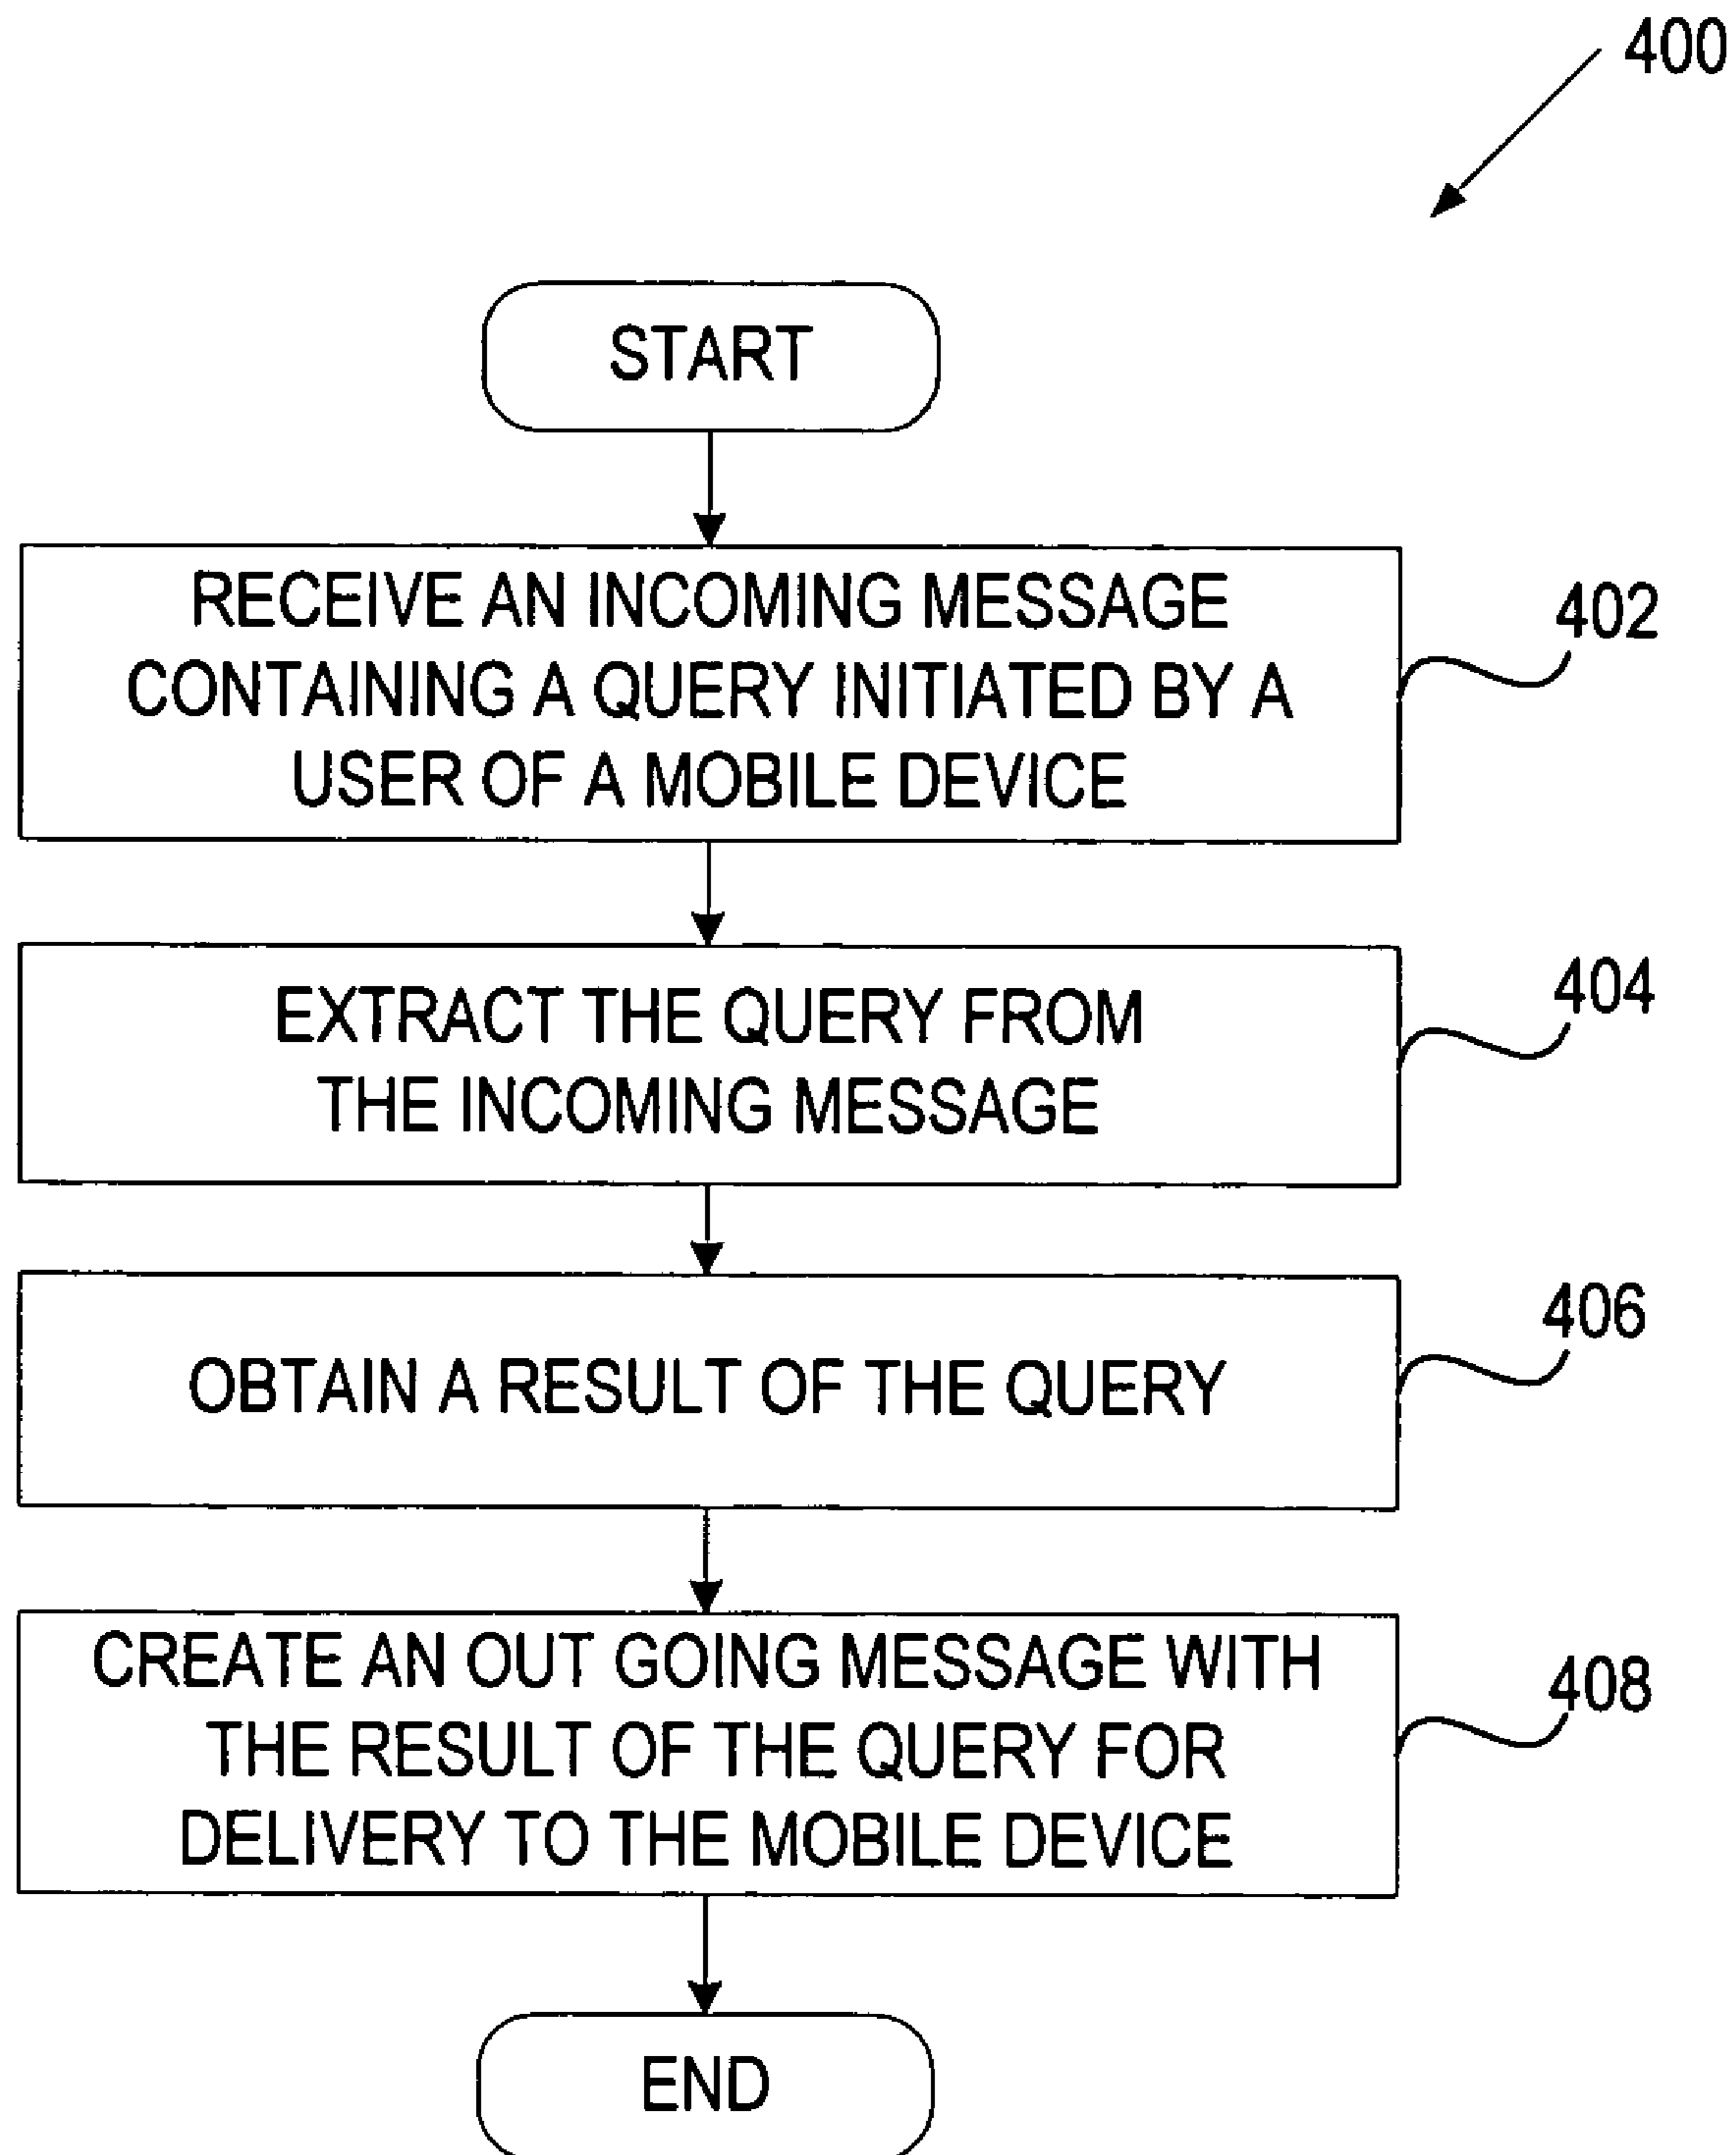 400
START
RECEIVE AN INCOMING MESSAGE
CONTAINING A QUERY INITIATED BY A
USER OF A MOBILE DEVICE
402
EXTRACT THE QUERY FROM
THE INCOMING MESSAGE
404
OBTAIN A RESULT OF THE QUERY
406
CREATE AN OUT GOING MESSAGE WITH
THE RESULT OF THE QUERY FOR
DELIVERY TO THE MOBILE DEVICE
408
END